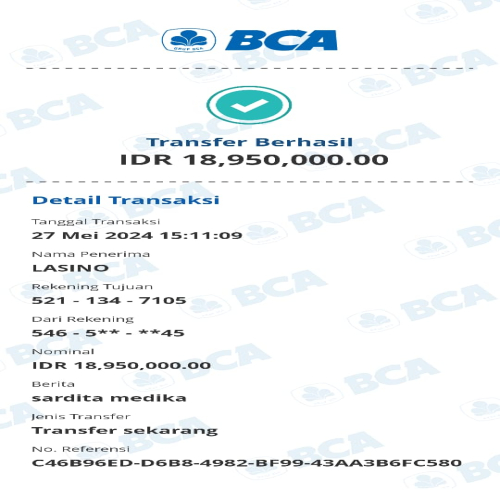 BCA
Transfer Berhasil
IDR 18,950,000.00
Detail Transaksi
Tanggal Transaksi
27 Mei 2024 15:11:09
Nama Penerima
LASINO
Rekening Tujuan
521 - 134 - 7105
Dari Rekening
546 - 5** - **45
Nominal
IDR 18,950,000.00
Berita
sardita medika
Jenis Transfer
Transfer sekarang
No. Referensi
C46B96ED-D6B8-4982-BF99-43AA3B6FC580